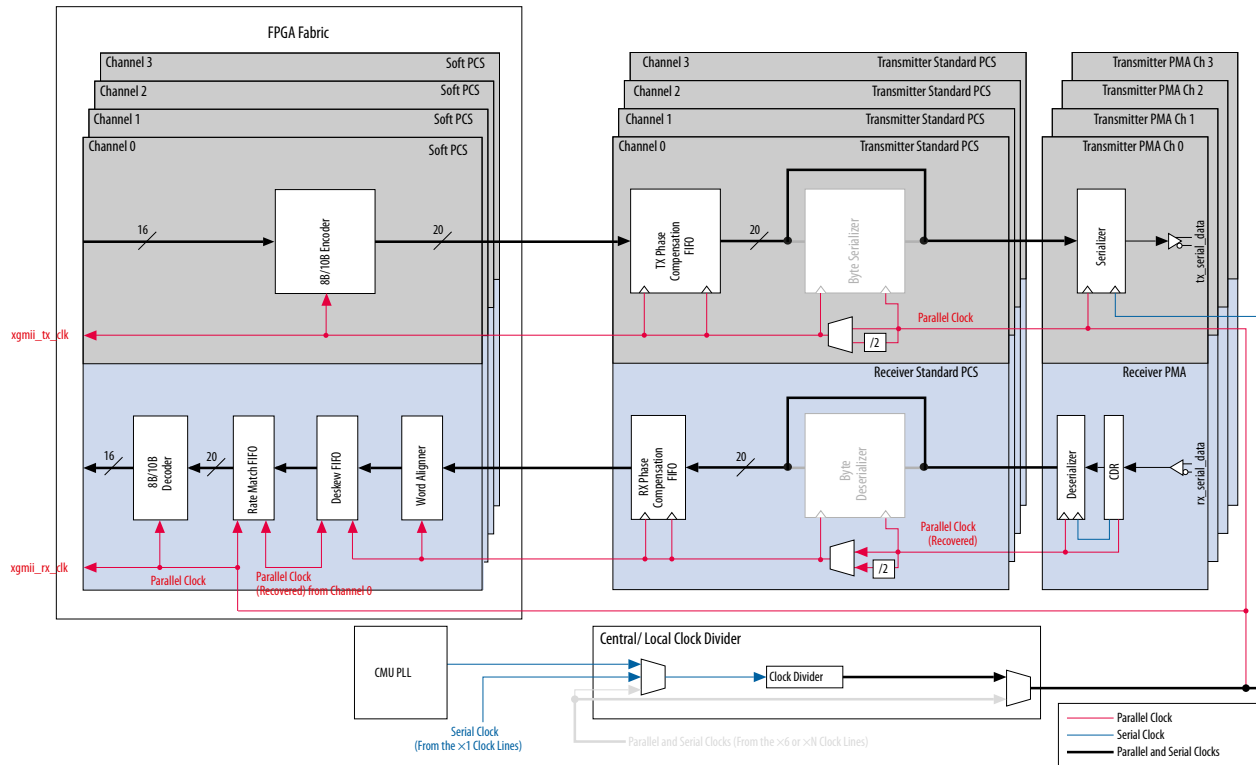 FPGA Fabric
Channel 3
Soft PCS
Channel 2
Soft PCS
Channel 1
Soft PCS
Channel 0
Soft PCS
Channel 3
Transmitter Standard PCS
Channel 2
Transmitter Standard PCS
Channel 1
Transmitter Standard PCS
Channel 0
Transmitter Standard PCS
Transmitter PMA Ch 3
Transmitter PMA Ch 2
Transmitter PMA Ch 1
Transmitter PMA Ch 0
16
8B/10B Encoder
20
TX Phase
Compensation
FIFO
20
Byte Serializer
Serializer
tx_serial_data
xgmii_tx_clk
Parallel Clock
/2
Receiver Standard PCS
Receiver PMA
16
8B/10B
Decoder
20
Rate Match FIFO
Deskew FIFO
Word Alignner
RX Phase
Compensation
FIFO
20
Byte
Deserializer
Deserializer
CDR
rx_serial_data
Parallel Clock
(Recovered)
/2
xgmii_rx_clk
Parallel Clock
Parallel Clock
(Recovered) from Channel 0
CMU PLL
Central/ Local Clock Divider
Clock Divider
Serial Clock
(From the ×1 Clock Lines)
Parallel and Serial Clocks (From the ×6 or ×N Clock Lines)
Parallel Clock
Serial Clock
Parallel and Serial Clocks